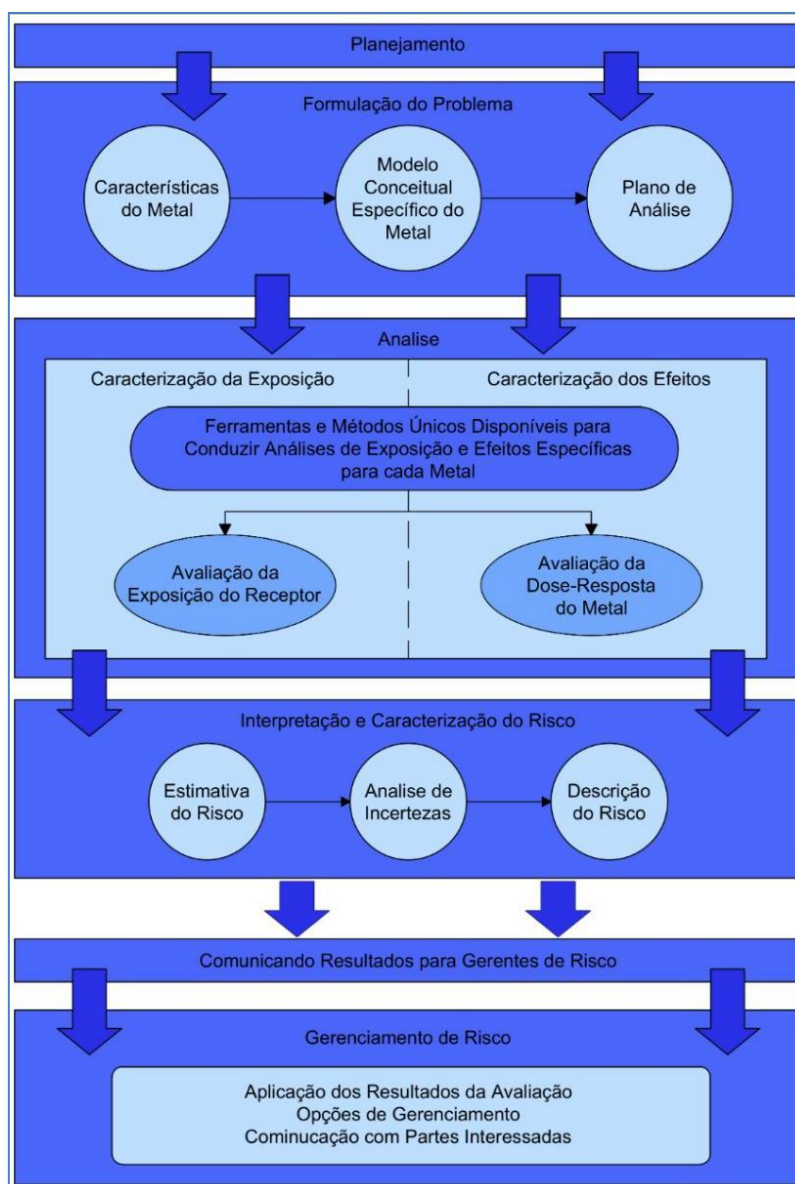 Planejamento
Formulação do Problema
Características
do Metal
Modelo
Conceitual
Específico do
Metal
Plano de
Análise
Analise
Caracterização da Exposição
Caracterização dos Efeitos
Ferramentas e Métodos Únicos Disponíveis para
Conduzir Análises de Exposição e Efeitos Específicas
para cada Metal
Avaliação da
Exposição do Receptor
Avaliação da
Dose-Resposta
do Metal
Interpretação e Caracterização do Risco
Estimativa
do Risco
Analise de
Incertezas
Descrição
do Risco
Comunicando Resultados para Gerentes de Risco
Gerenciamento de Risco
Aplicação dos Resultados da Avaliação
Opções de Gerenciamento
Cominucação com Partes Interessadas